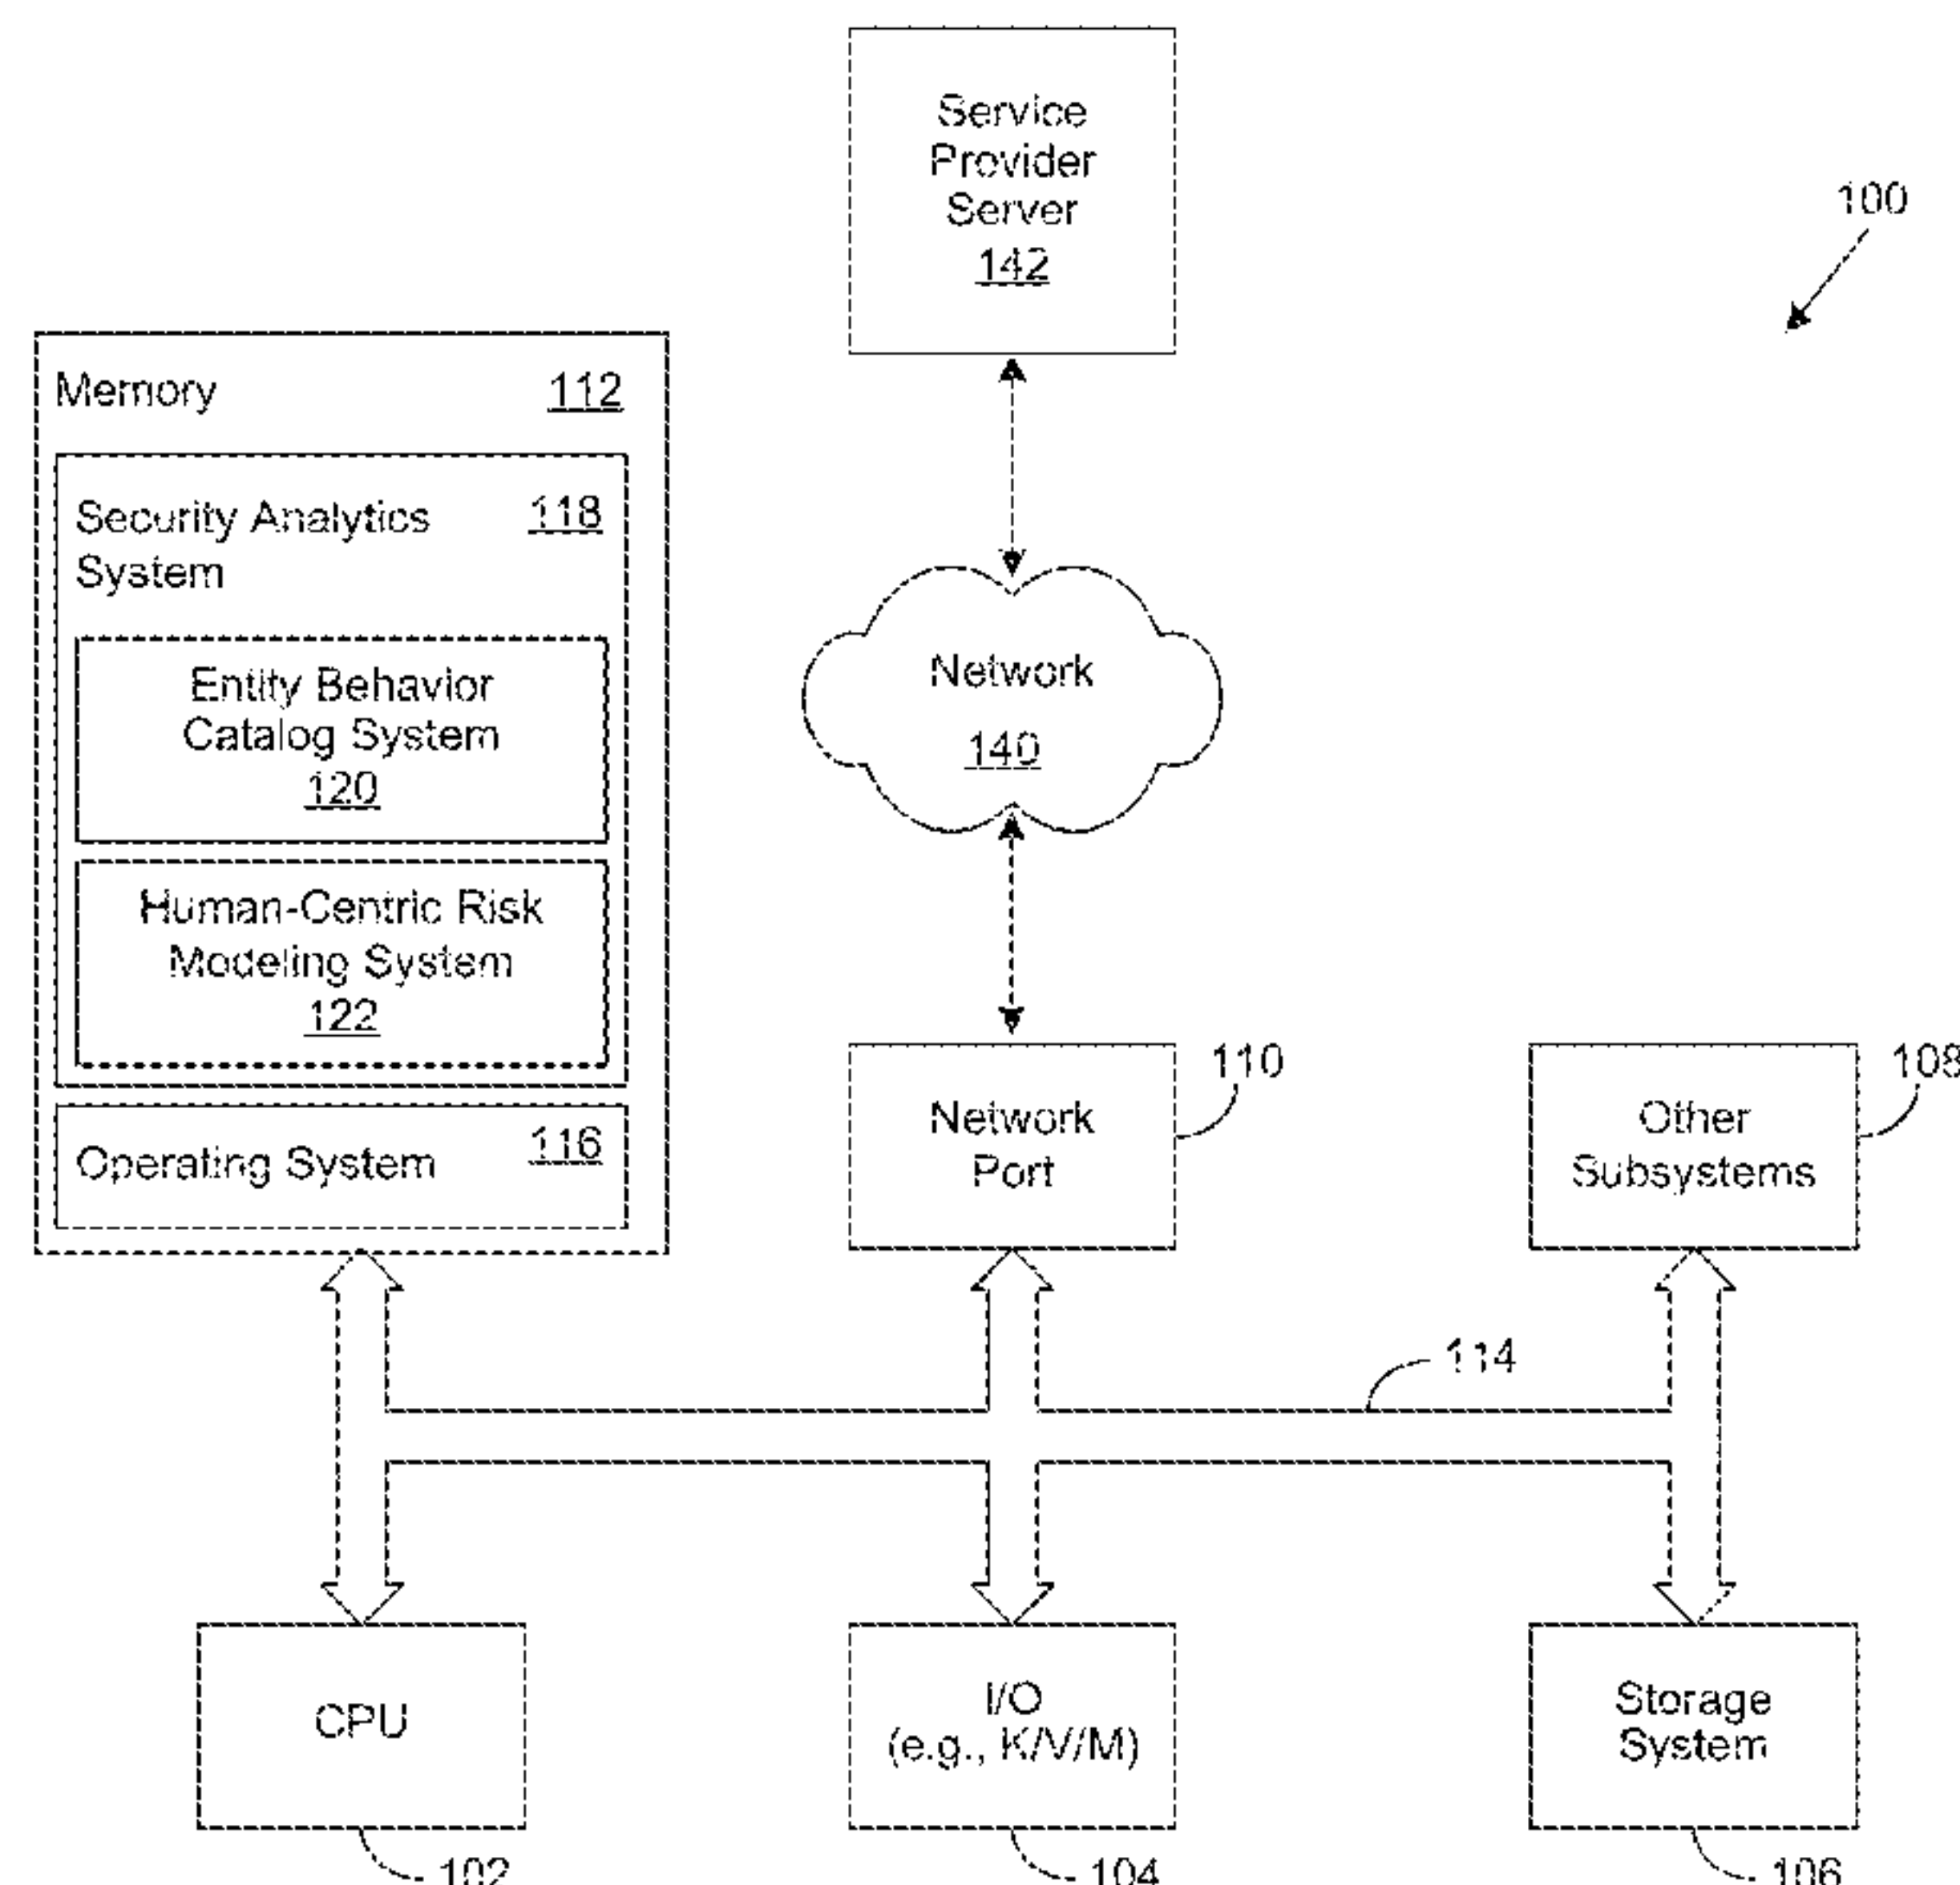 Service
Provider
Server
142
100
Memory 112
Security Analytics 118
System
Entity Behavior
Catalog System
120
Human-Centric Risk
Modeling System
122
Operating System 116
Network
140
Network
Port
110
Other
Subsystems
108
114
CPU
102
I/O
(e.g., K/V/M)
104
Storage
System
106